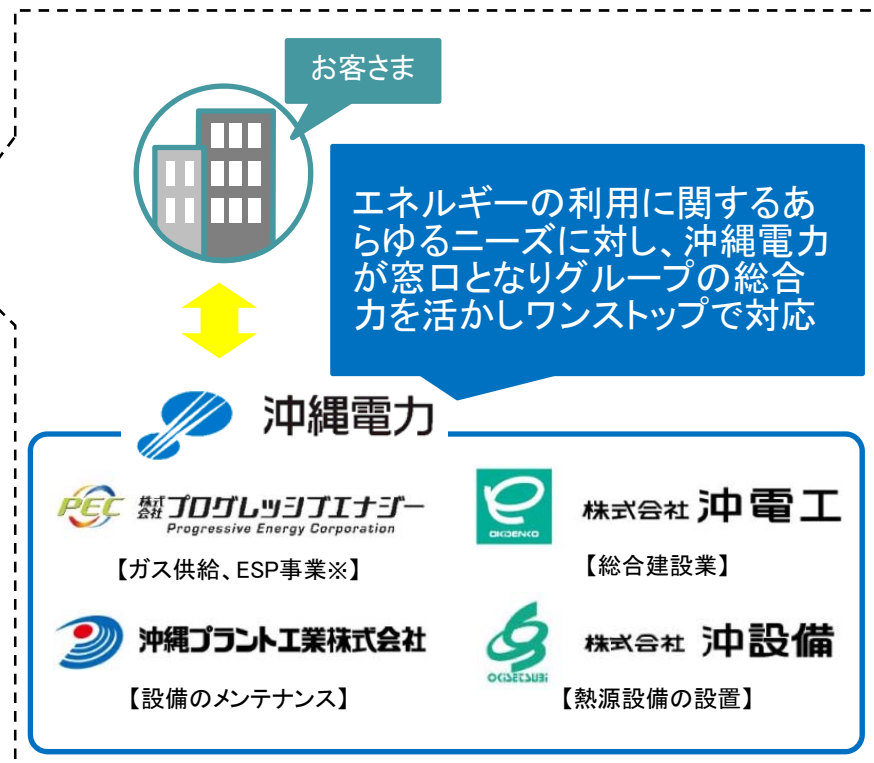 お客さま
エネルギーの利用に関するあ
らゆるニーズに対し、沖縄電力
が窓口となりグループの総合
力を活かしワンストップで対応
沖縄電力
PEC 株式会社プログレッシブエナジー
Progressive Energy Corporation
【ガス供給、ESP事業※】
OKIDENKO 株式会社 沖電工
【総合建設業】
沖縄プラント工業株式会社
【設備のメンテナンス】
OKISETSUBI 株式会社 沖設備
【熱源設備の設置】